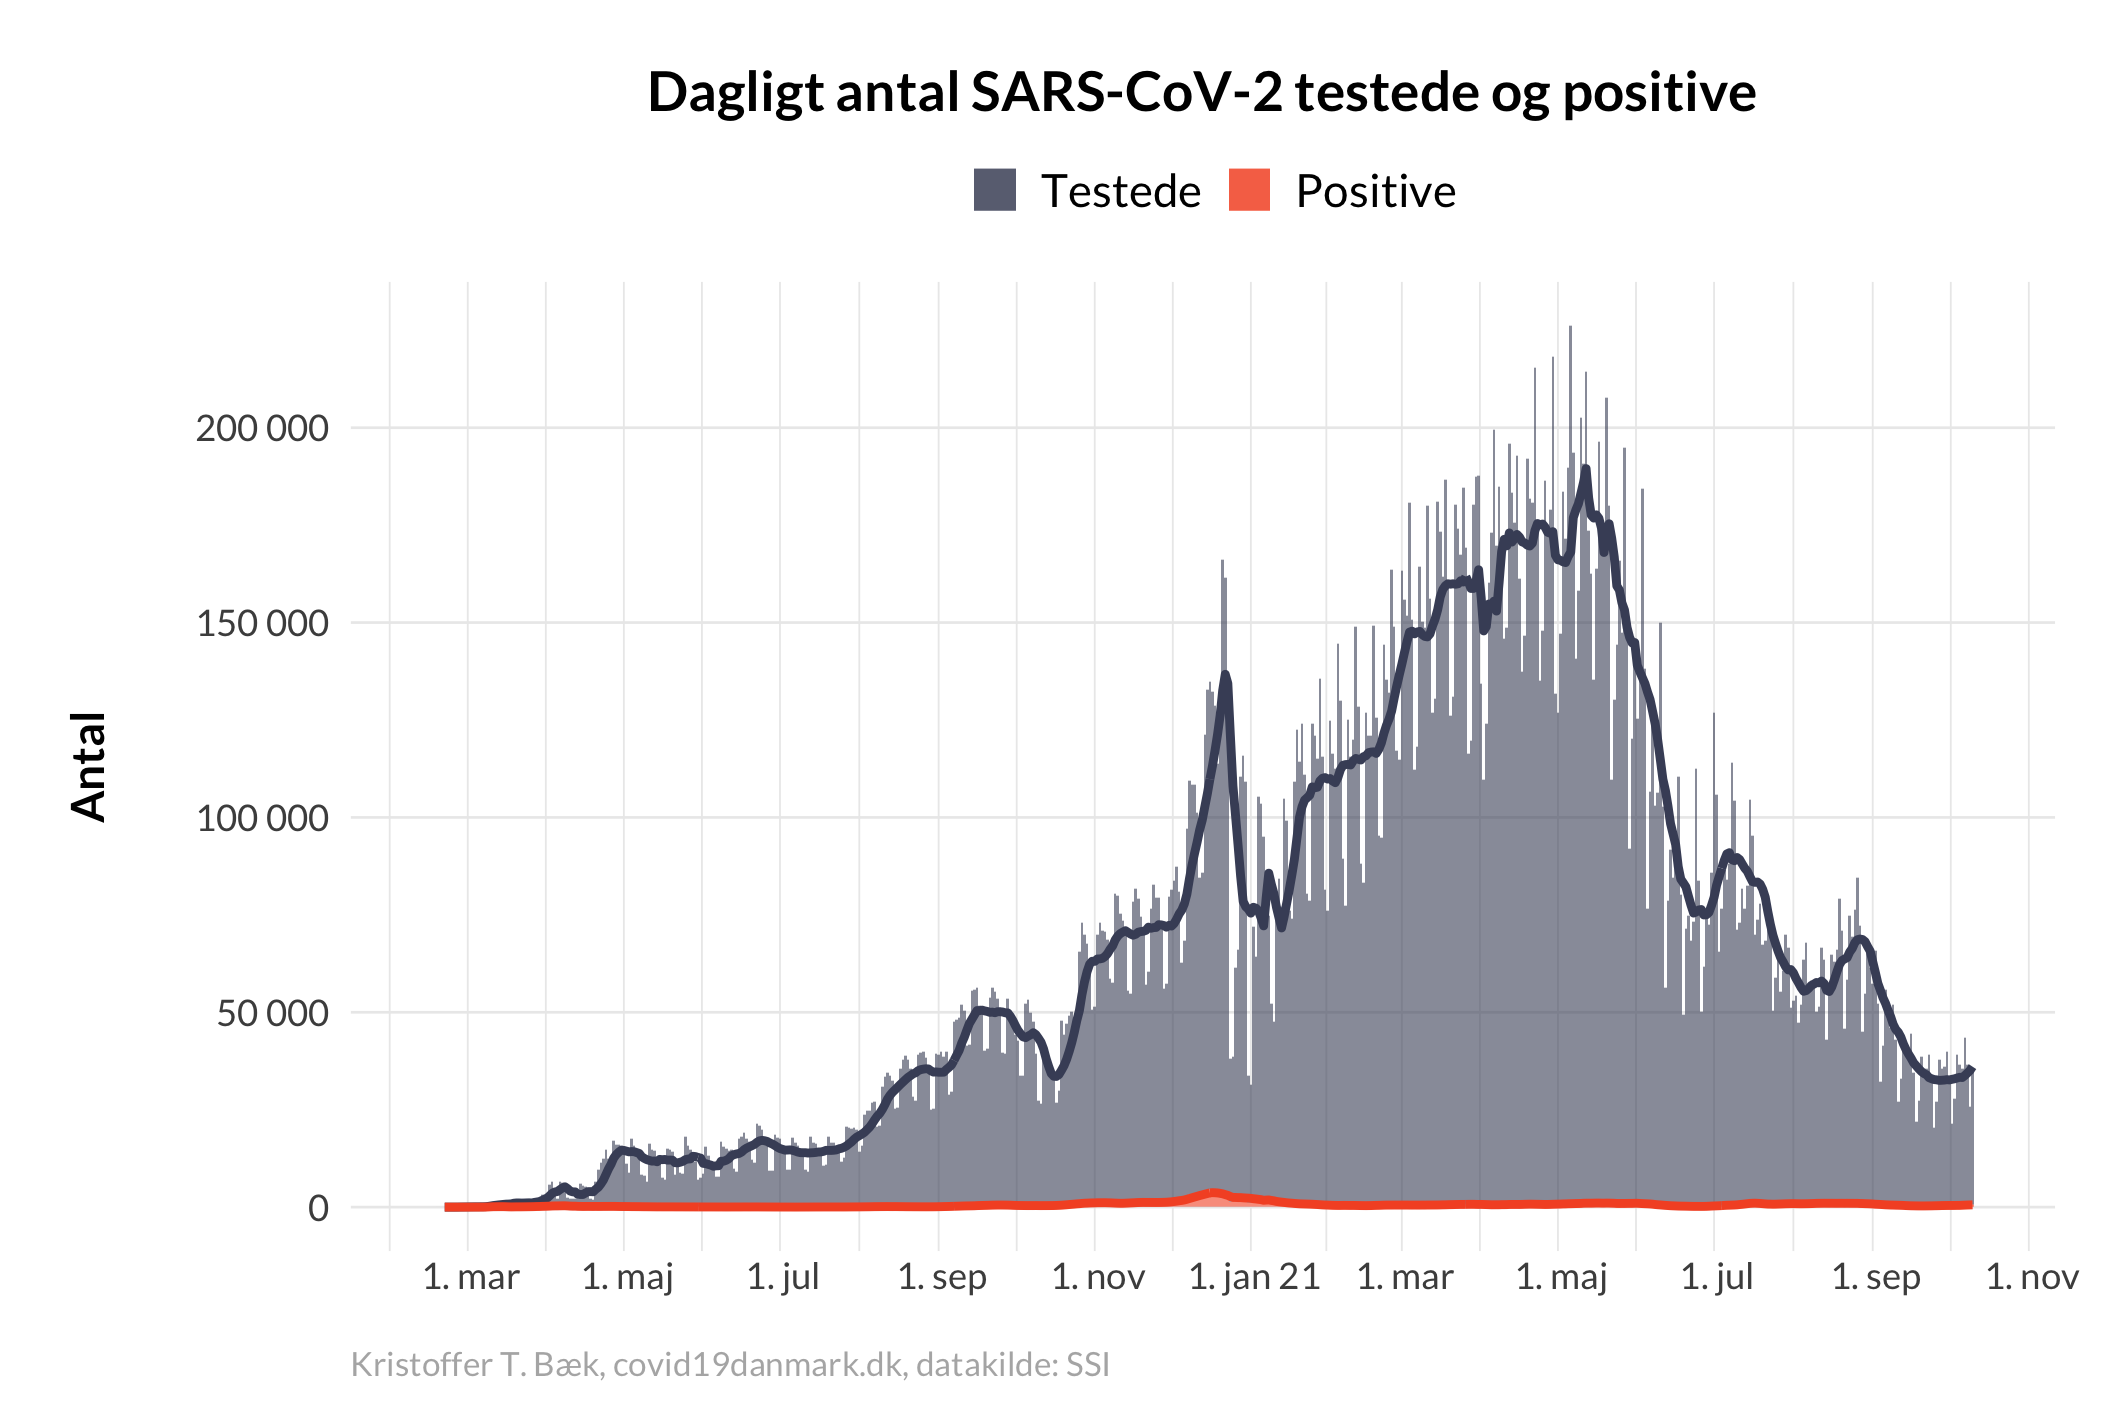 Dagligt antal SARS-CoV-2 testede og positive
Testede Positive
Antal
200 000
150 000
100 000
50 000
0
1. mar 1. maj 1. jul 1. sep 1. nov 1. jan 21 1. mar 1. maj 1. jul 1. sep 1. nov
Kristoffer T. Bæk, covid19danmark.dk, datakilde: SSI